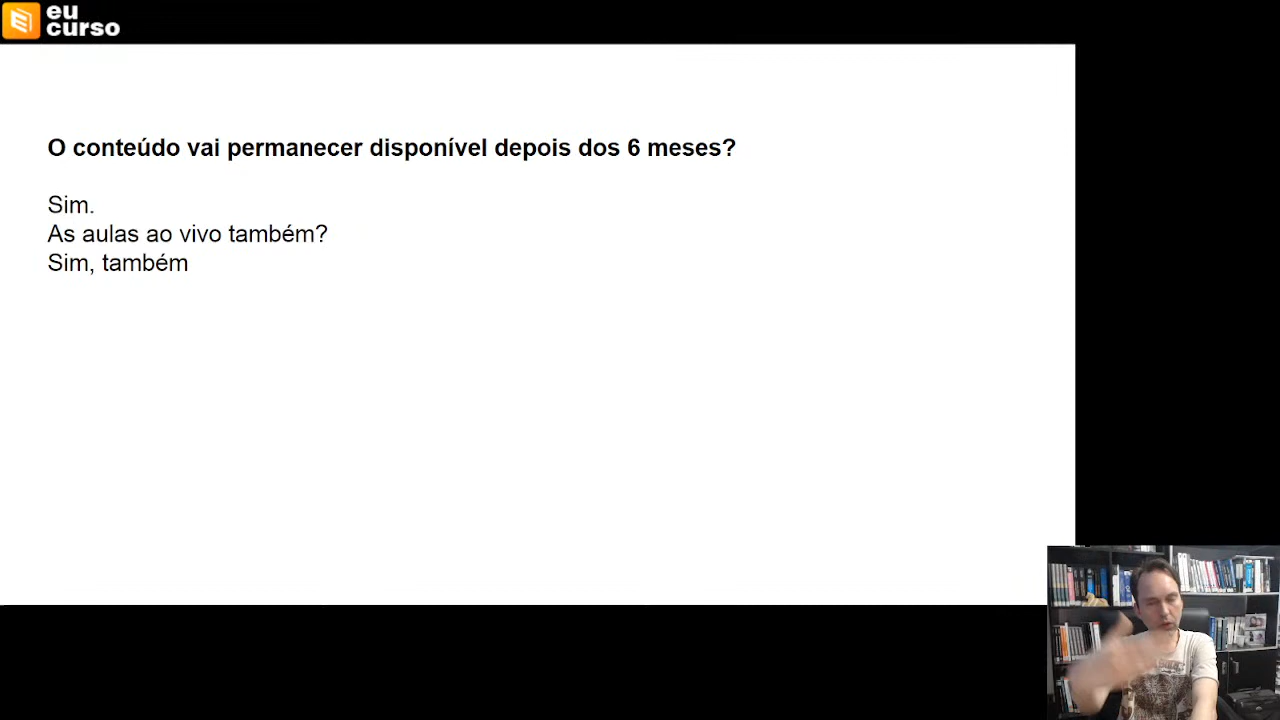 eu
curso
O conteúdo vai permanecer disponível depois dos 6 meses?
Sim.
As aulas ao vivo também?
Sim, também